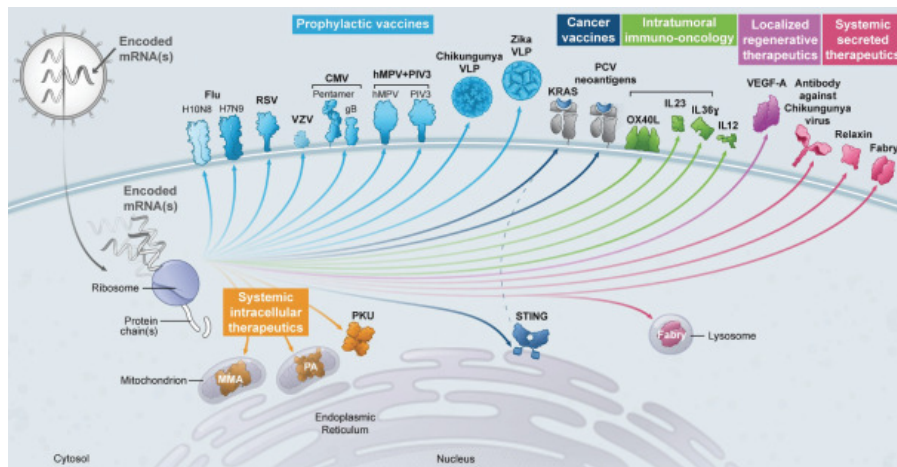 Encoded
mRNA(s)
Prophylactic vaccines
Cancer
vaccines
Intratumoral
immuno-oncology
Localized
regenerative
therapeutics
Systemic
secreted
therapeutics
Flu
H10N8 H7N9
RSV
VZV
CMV
Pentamer
gB
hMPV+PIV3
hMPV PIV3
Chikungunya
VLP
Zika
VLP
KRAS
PCV
neoantigens
OX40L
IL23
IL36ɣ
IL12
VEGF-A
Antibody
against
Chikungunya
virus
Relaxin
Fabry
Encoded
mRNA(s)
Ribosome
Protein
chain(s)
Systemic
intracellular
therapeutics
PKU
STING
Fabry
Lysosome
Mitochondrion
MMA
PA
Endoplasmic
Reticulum
Cytosol
Nucleus